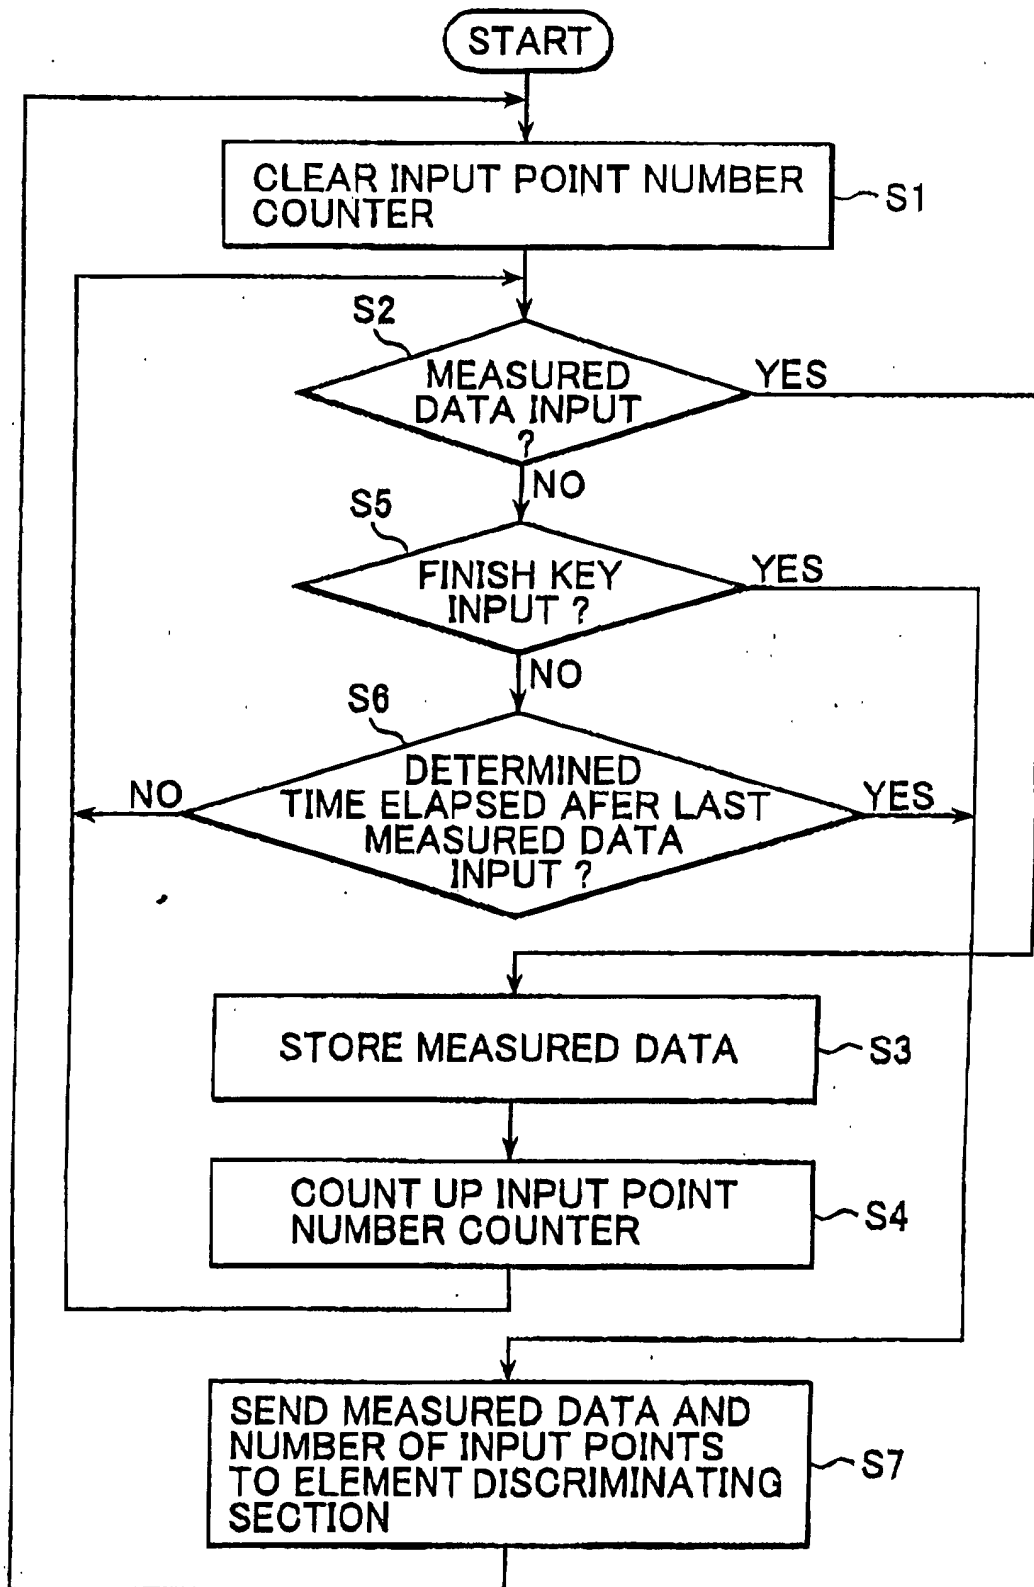 START
CLEAR INPUT POINT NUMBER
COUNTER
S1
S2
MEASURED
DATA INPUT
?
YES
NO
S5
FINISH KEY
INPUT ?
YES
NO
S6
DETERMINED
TIME ELAPSED AFER LAST
MEASURED DATA
INPUT ?
NO
YES
STORE MEASURED DATA
S3
COUNT UP INPUT POINT
NUMBER COUNTER
S4
SEND MEASURED DATA AND
NUMBER OF INPUT POINTS
TO ELEMENT DISCRIMINATING
SECTION
S7